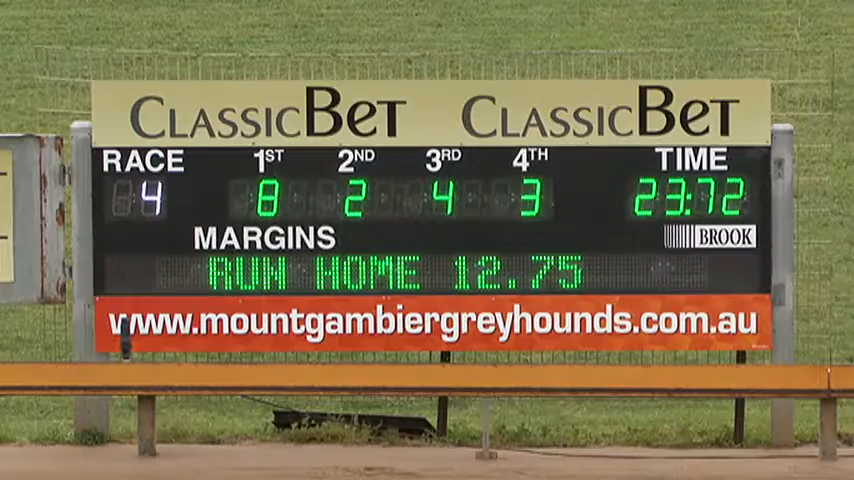 CLASSICBET CLASSICBET
RACE 1ST 2ND 3RD 4TH TIME
4 8 2 4 3 23:72
MARGINS BROOK
RUN HOME 12.75
www.mountgambiergreyhounds.com.au